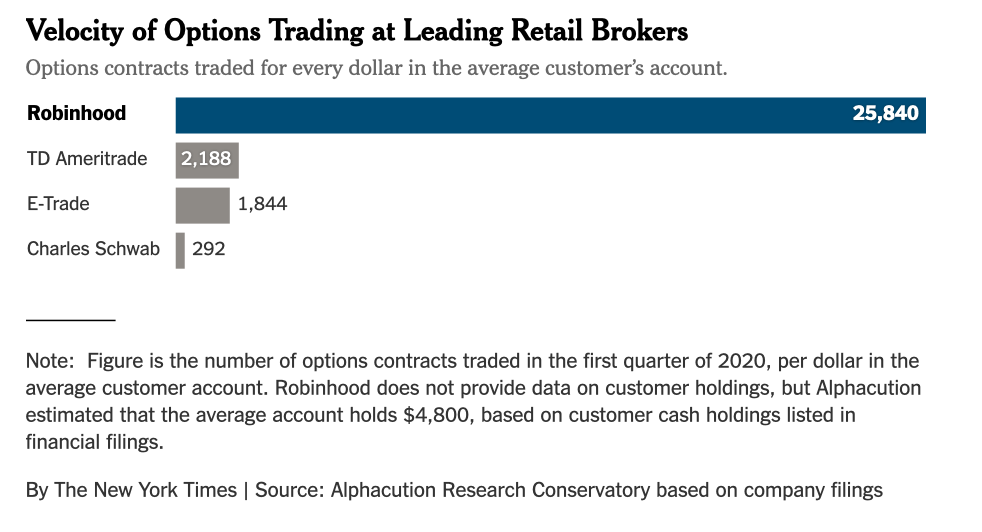 Velocity of Options Trading at Leading Retail Brokers
Options contracts traded for every dollar in the average customer’s account.
Robinhood 25,840
TD Ameritrade 2,188
E-Trade 1,844
Charles Schwab 292
Note: Figure is the number of options contracts traded in the first quarter of 2020, per dollar in the
average customer account. Robinhood does not provide data on customer holdings, but Alphacution
estimated that the average account holds $4,800, based on customer cash holdings listed in
financial filings.
By The New York Times | Source: Alphacution Research Conservatory based on company filings